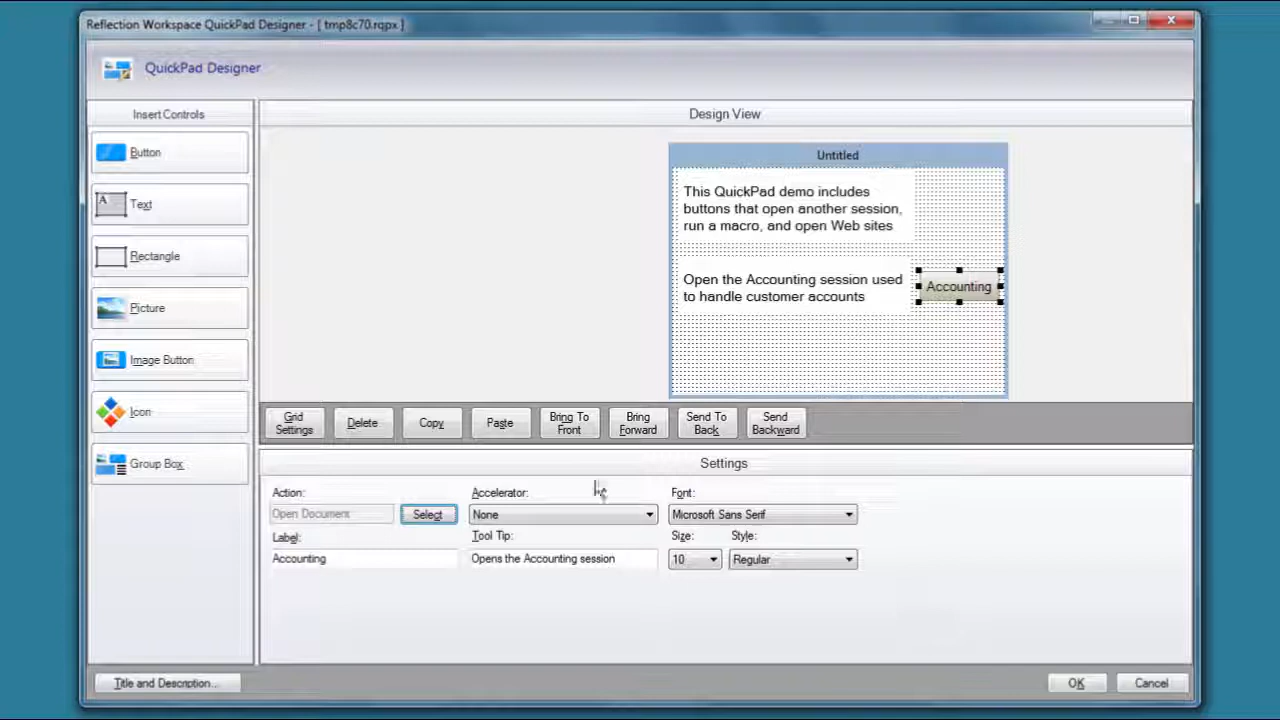 Reflection Workspace QuickPad Designer - [ tmp8c70.rqpx ]
QuickPad Designer
Insert Controls
Button
Text
Rectangle
Picture
Image Button
Icon
Group Box
Design View
Untitled
This QuickPad demo includes
buttons that open another session,
run a macro, and open Web sites
Open the Accounting session used
to handle customer accounts
Accounting
Grid
Settings
Delete
Copy
Paste
Bring To
Front
Bring
Forward
Send To
Back
Send
Backward
Settings
Action:
Open Document
Select
Accelerator:
None
Font:
Microsoft Sans Serif
Label:
Accounting
Tool Tip:
Opens the Accounting session
Size:
10
Style:
Regular
Title and Description...
OK
Cancel